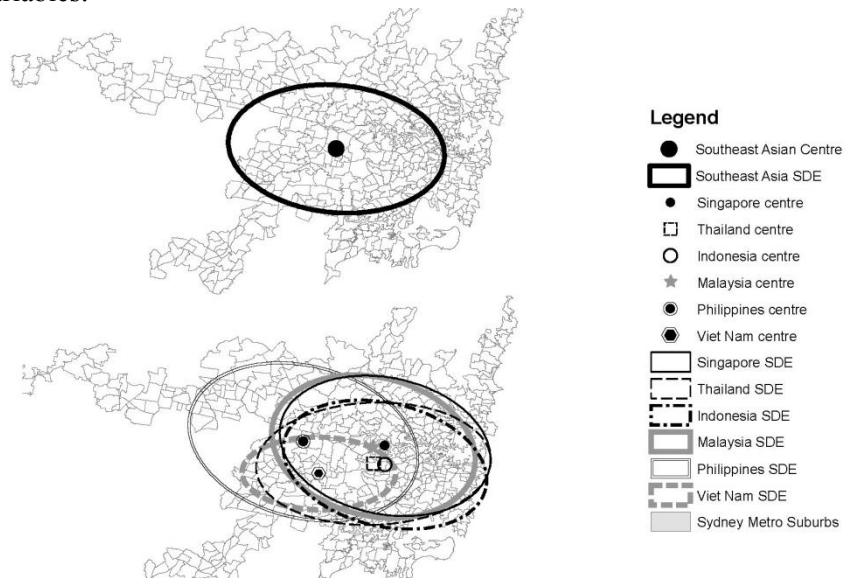 Legend
Southeast Asian Centre
Southeast Asia SDE
Singapore centre
Thailand centre
Indonesia centre
Malaysia centre
Philippines centre
Viet Nam centre
Singapore SDE
Thailand SDE
Indonesia SDE
Malaysia SDE
Philippines SDE
Viet Nam SDE
Sydney Metro Suburbs